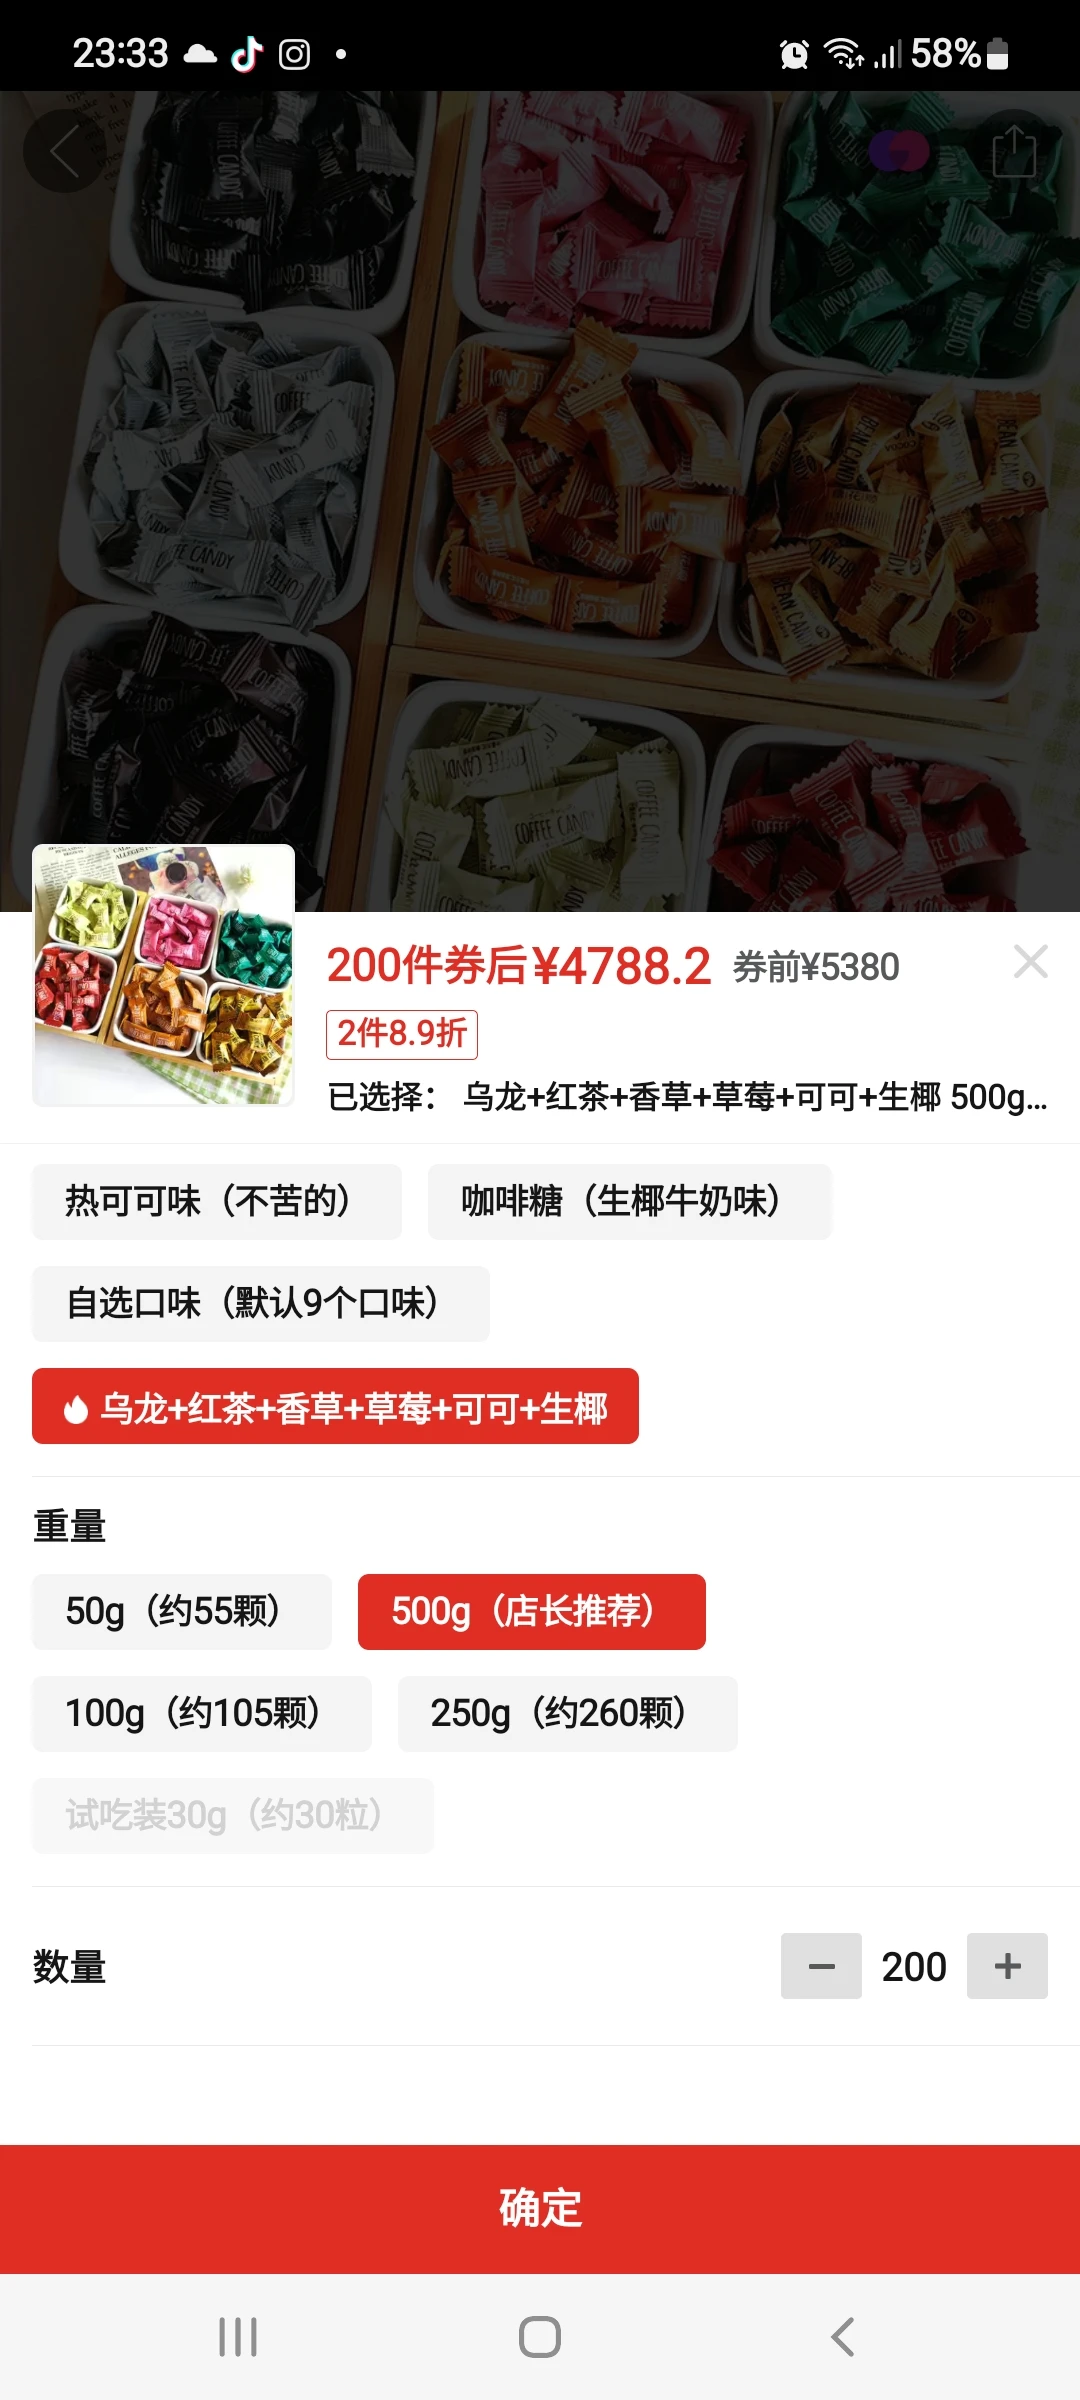 23:33
58%
200件券后¥4788.2 券前¥5380
2件8.9折
已选择： 乌龙+红茶+香草+草莓+可可+生椰 500g...
热可可味（不苦的）
咖啡糖（生椰牛奶味）
自选口味（默认9个口味）
乌龙+红茶+香草+草莓+可可+生椰
重量
50g（约55颗）
500g（店长推荐）
100g（约105颗）
250g（约260颗）
试吃装30g（约30粒）
数量
200
确定